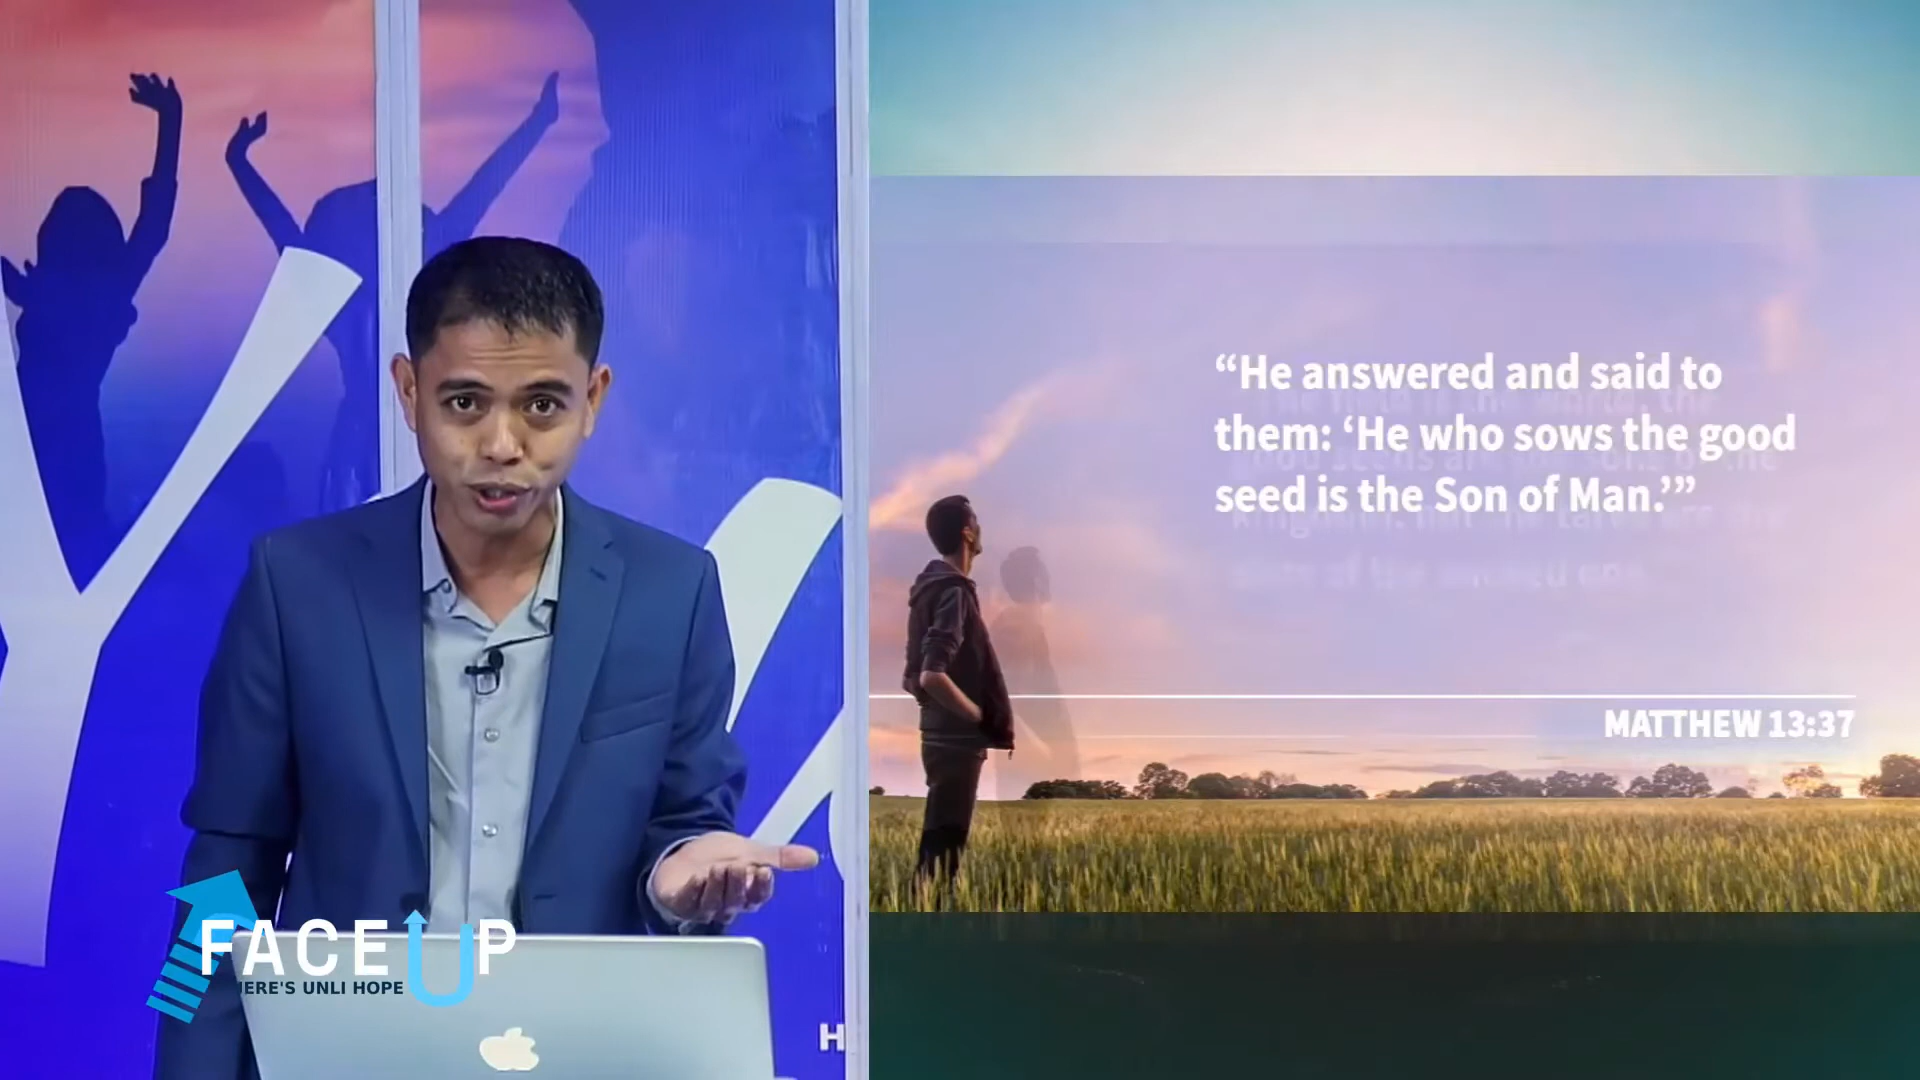 “He answered and said to
them: ‘He who sows the good
seed is the Son of Man.’”
MATTHEW 13:37
FACE UP
HERE'S UNLI HOPE
H